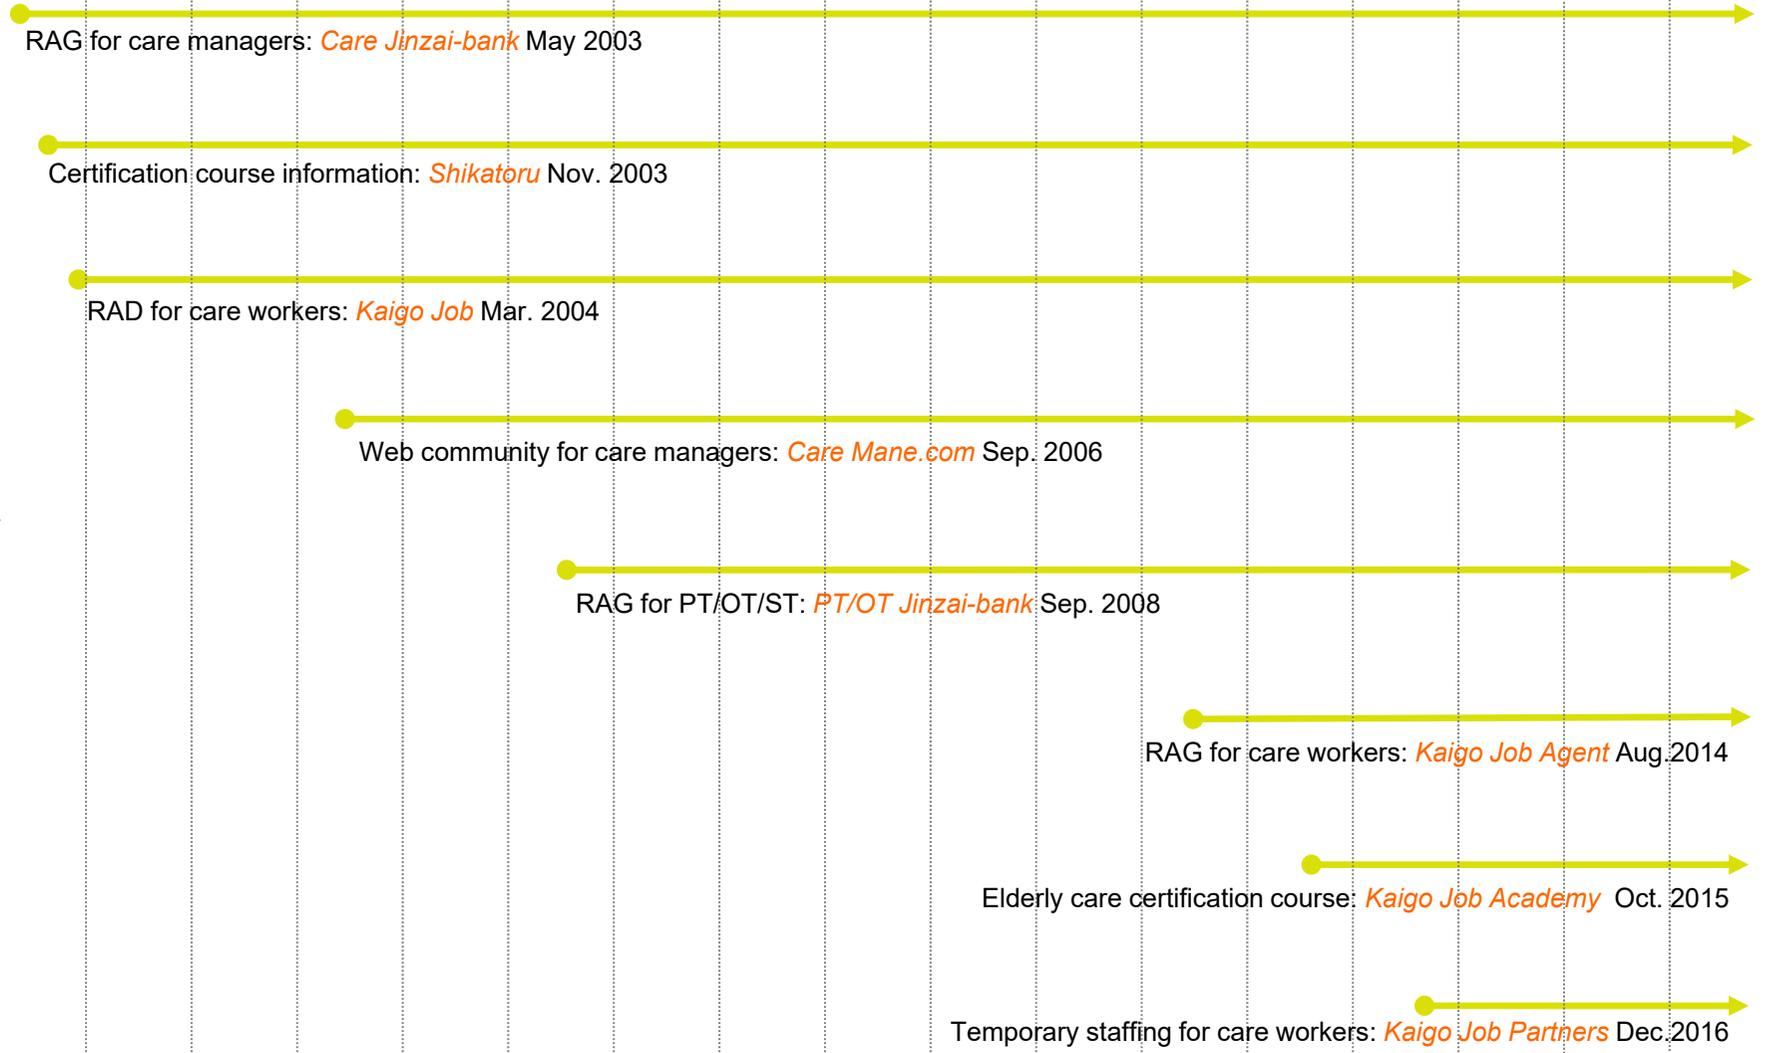 RAG for care managers: Care Jinzai-bank May 2003
Certification course information: Shikatoru Nov. 2003
RAD for care workers: Kaigo Job Mar. 2004
Web community for care managers: Care Mane.com Sep. 2006
RAG for PT/OT/ST: PT/OT Jinzai-bank Sep. 2008
RAG for care workers: Kaigo Job Agent Aug.2014
Elderly care certification course: Kaigo Job Academy Oct. 2015
Temporary staffing for care workers: Kaigo Job Partners Dec.2016